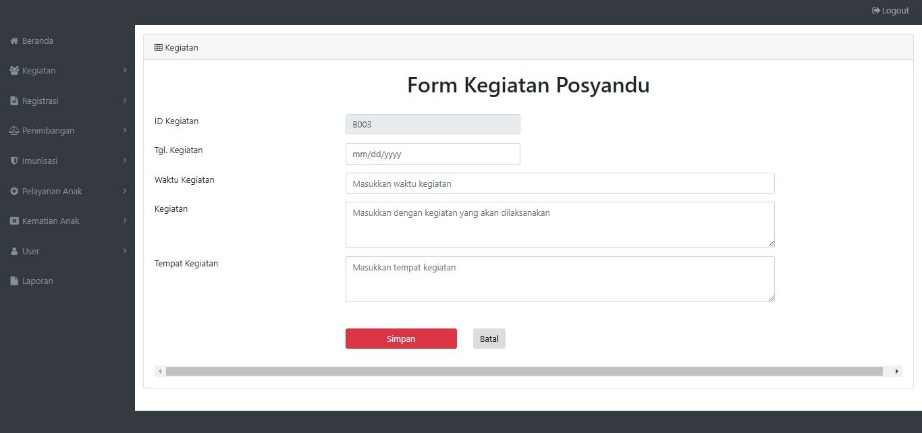 Logout
Beranda
Kegiatan
Registrasi
Penimbangan
Imunisasi
Pelayanan Anak
Kematian Anak
User
Laporan
Kegiatan
Form Kegiatan Posyandu
ID Kegiatan
B003
Tgl. Kegiatan
mm/dd/yyyy
Waktu Kegiatan
Masukkan waktu kegiatan
Kegiatan
Masukkan dengan kegiatan yang akan dilaksanakan
Tempat Kegiatan
Masukkan tempat kegiatan
Simpan
Batal